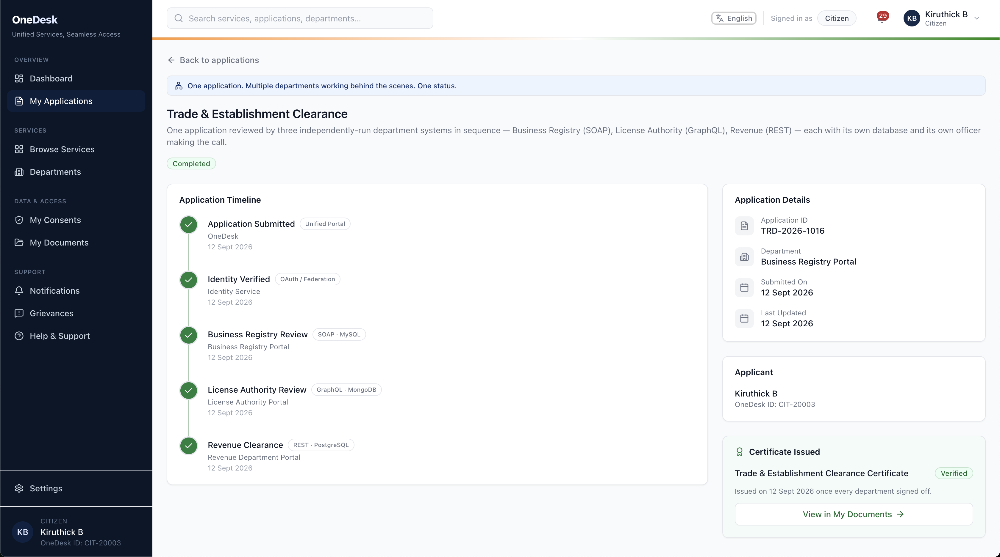 OneDesk
Unified Services, Seamless Access
OVERVIEW
Dashboard
My Applications
SERVICES
Browse Services
Departments
DATA & ACCESS
My Consents
My Documents
SUPPORT
Notifications
Grievances
Help & Support
Settings
KB
CITIZEN
Kiruthick B
OneDesk ID: CIT-20003
Search services, applications, departments...
English
Signed in as
Citizen
29
KB
Kiruthick B
Citizen
Back to applications
One application. Multiple departments working behind the scenes. One status.
Trade & Establishment Clearance
One application reviewed by three independently-run department systems in sequence — Business Registry (SOAP), License Authority (GraphQL), Revenue (REST) — each with its own database and its own officer
making the call.
Completed
Application Timeline
Application Submitted Unified Portal
OneDesk
12 Sept 2026
Identity Verified OAuth / Federation
Identity Service
12 Sept 2026
Business Registry Review SOAP · MySQL
Business Registry Portal
12 Sept 2026
License Authority Review GraphQL · MongoDB
License Authority Portal
12 Sept 2026
Revenue Clearance REST · PostgreSQL
Revenue Department Portal
12 Sept 2026
Application Details
Application ID
TRD-2026-1016
Department
Business Registry Portal
Submitted On
12 Sept 2026
Last Updated
12 Sept 2026
Applicant
Kiruthick B
OneDesk ID: CIT-20003
Certificate Issued
Trade & Establishment Clearance Certificate Verified
Issued on 12 Sept 2026 once every department signed off.
View in My Documents →